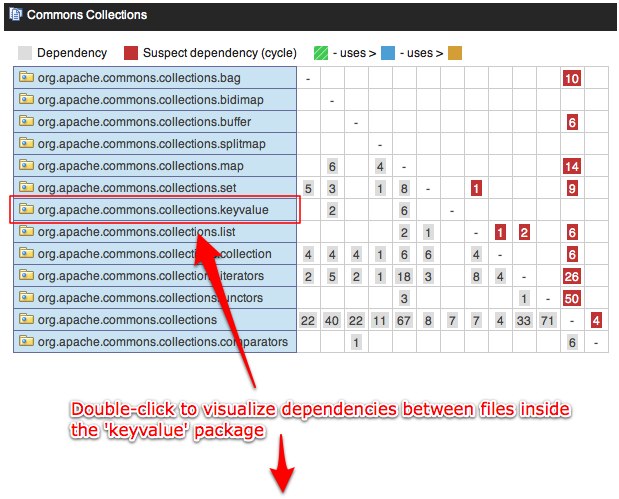 Commons Collections
Dependency Suspect dependency (cycle) - uses > - uses >
org.apache.commons.collections.bag - 10
org.apache.commons.collections.bidimap -
org.apache.commons.collections.buffer - 6
org.apache.commons.collections.splitmap -
org.apache.commons.collections.map 6 4 - 14
org.apache.commons.collections.set 5 3 1 8 - 1 9
org.apache.commons.collections.keyvalue 2 6 -
org.apache.commons.collections.list 2 1 - 1 2 6
org.apache.commons.collections.collection 4 4 4 1 6 6 4 - 6
org.apache.commons.collections.iterators 2 5 2 1 18 3 8 4 - 26
org.apache.commons.collections.functors 3 1 - 50
org.apache.commons.collections 22 40 22 11 67 8 7 7 4 33 71 - 4
org.apache.commons.collections.comparators 1 6 -
Double-click to visualize dependencies between files inside
the 'keyvalue' package